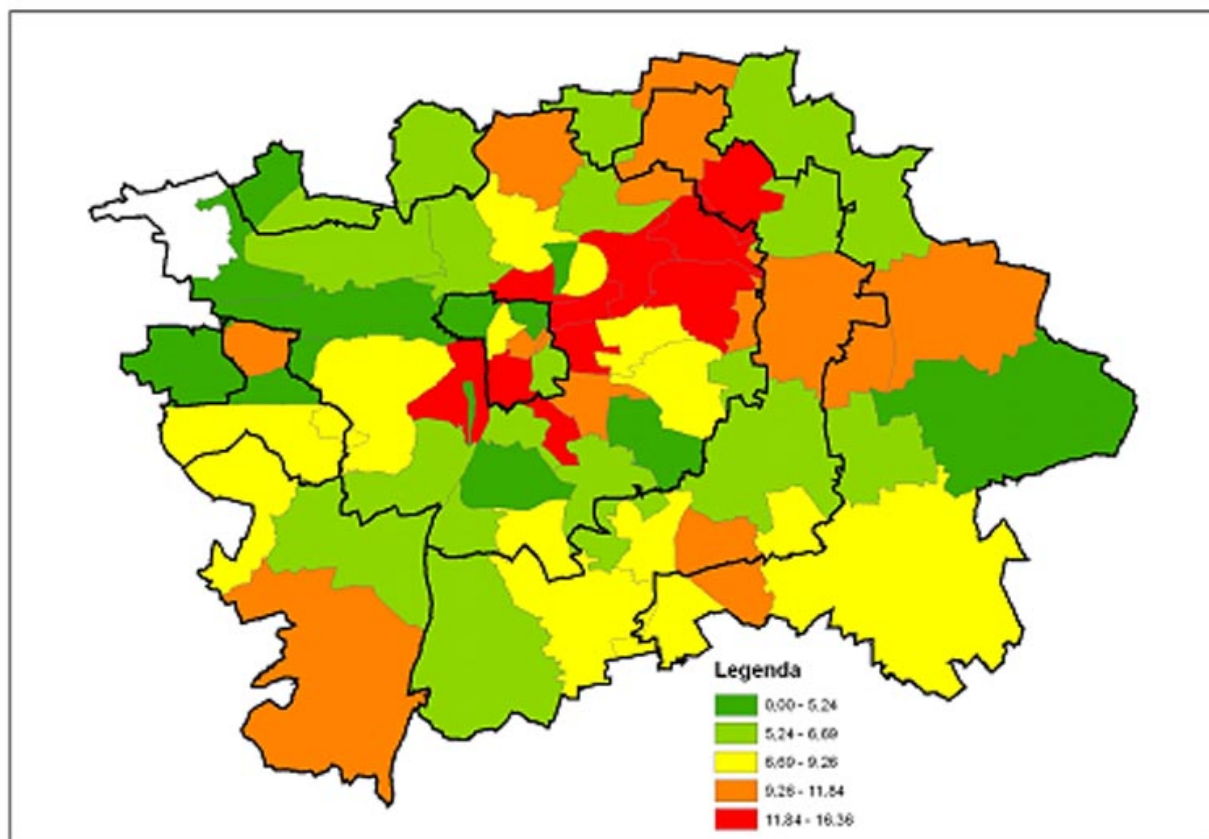 Legenda
0,00 - 5,24
5,24 - 6,69
6,69 - 9,26
9,26 - 11,84
11,84 - 16,36